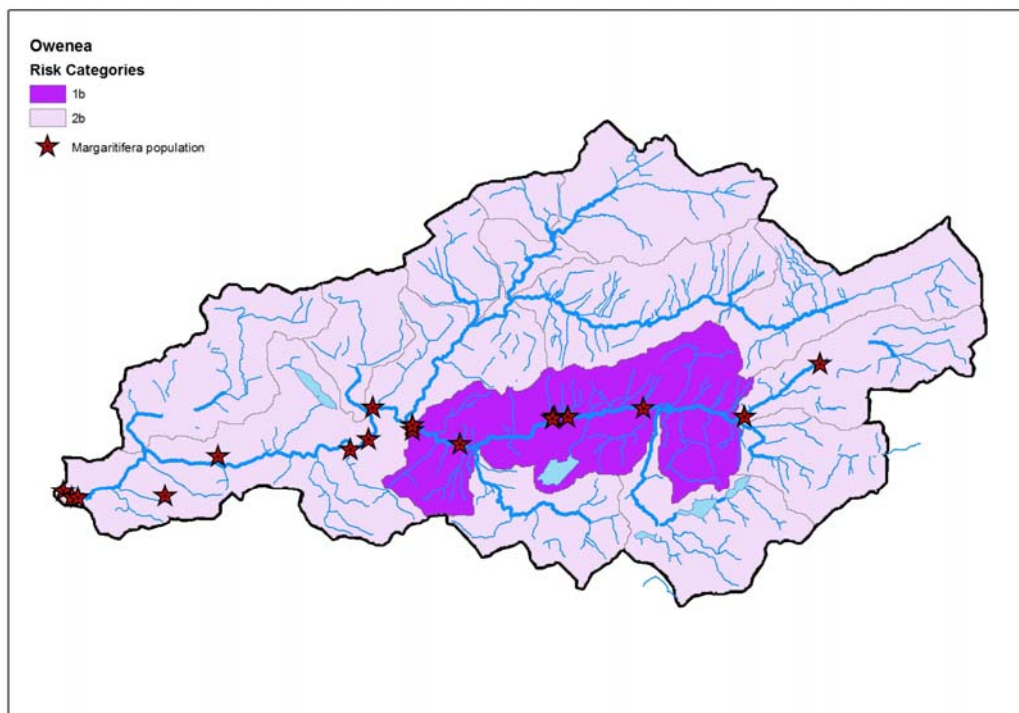 Owenea
Risk Categories
1b
2b
Margaritifera population